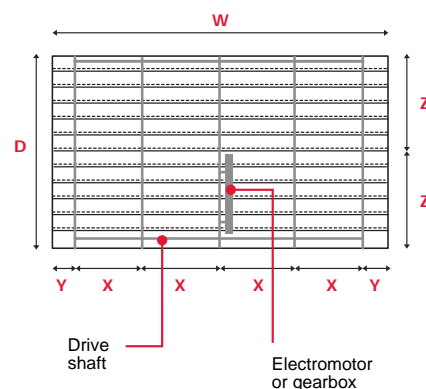 W
Z
D
Z
Y X X X X Y
Drive
shaft
Electromotor
or gearbox